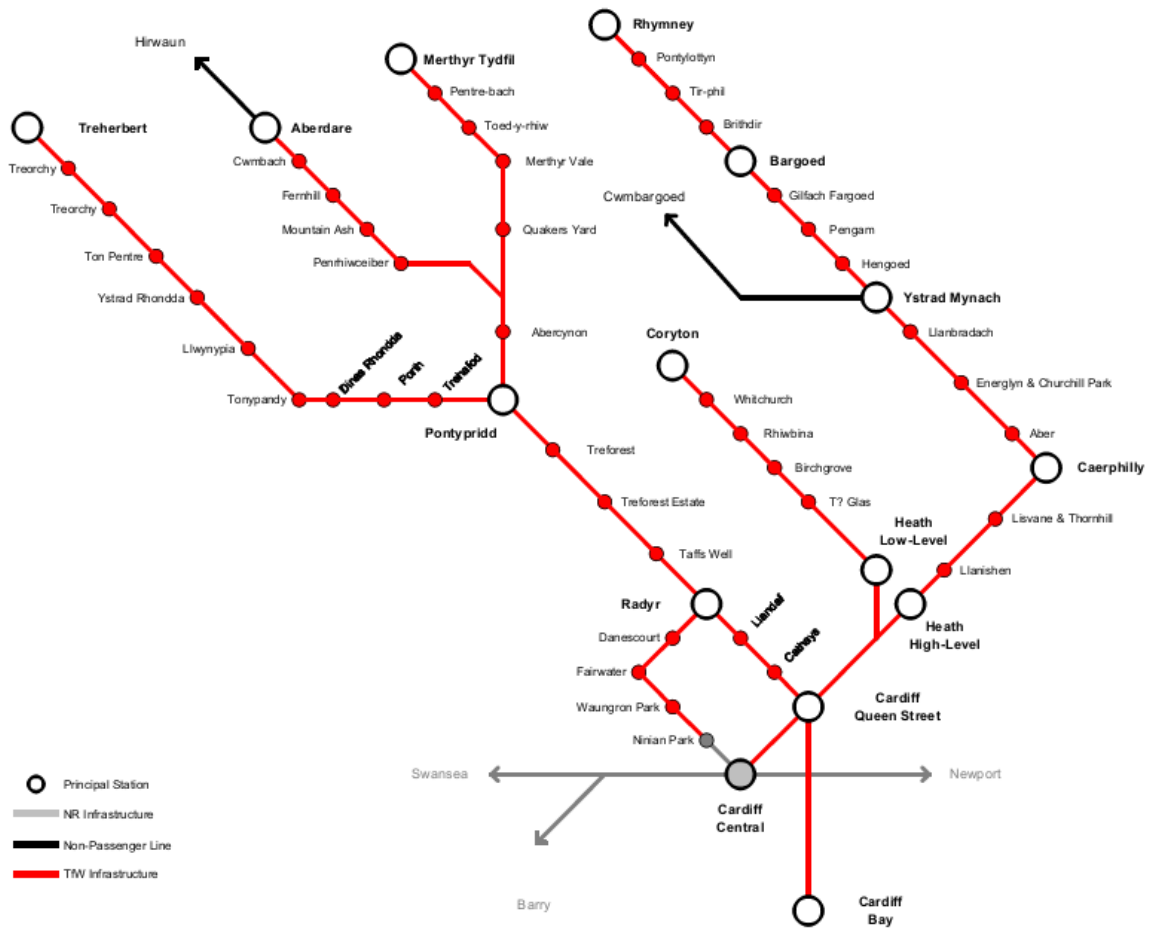 Rhymney
Hirwaun
Pontylottyn
Merthyr Tydfil
Pentre-bach
Tir-phil
Treherbert
Aberdare
Toed-y-rhiw
Brithdir
Treorchy
Cwmbach
Merthyr Vale
Bargoed
Fernhill
Cwmbargoed
Gilfach Fargoed
Treorchy
Mountain Ash
Quakers Yard
Pengam
Ton Pentre
Penrhiwceiber
Hengoed
Ystrad Rhondda
Ystrad Mynach
Abercynon
Coryton
Llanbradach
Llwynypia
Dinas Rhondda
Porth
Trehafod
Energlyn & Churchill Park
Tonypandy
Whitchurch
Pontypridd
Rhiwbina
Aber
Treforest
Birchgrove
Caerphilly
Treforest Estate
T? Glas
Lisvane & Thornhill
Heath
Low-Level
Taffs Well
Llanishen
Radyr
Llandaf
Heath
High-Level
Danescourt
Cathays
Fairwater
Waungron Park
Cardiff
Queen Street
Ninian Park
Swansea
Newport
Principal Station
Cardiff
Central
NR Infrastructure
Non-Passenger Line
TfW Infrastructure
Barry
Cardiff
Bay